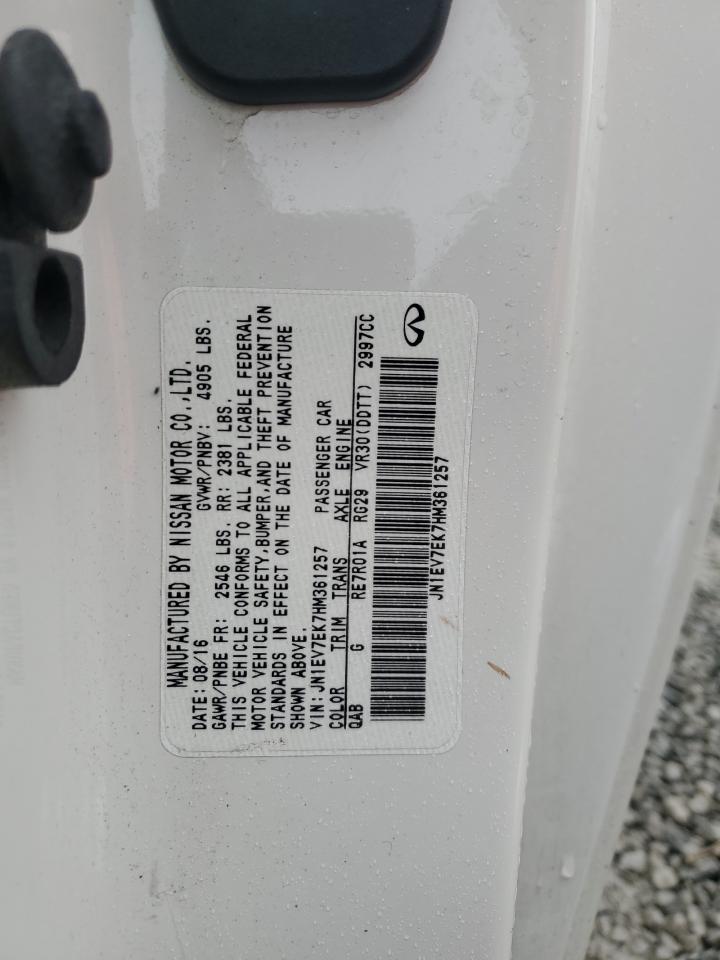 MANUFACTURED BY NISSAN MOTOR CO.,LTD.
DATE: 08/16 GVWR/PNBV: 4905 LBS.
GAWR/PNBE FR: 2546 LBS. RR: 2381 LBS.
THIS VEHICLE CONFORMS TO ALL APPLICABLE FEDERAL
MOTOR VEHICLE SAFETY,BUMPER,AND THEFT PREVENTION
STANDARDS IN EFFECT ON THE DATE OF MANUFACTURE
SHOWN ABOVE.
VIN:JN1EV7EK7HM361257 PASSENGER CAR
COLOR TRIM TRANS AXLE ENGINE
QAB G RE7R01A RG29 VR30(DDTT) 2997CC
JN1EV7EK7HM361257